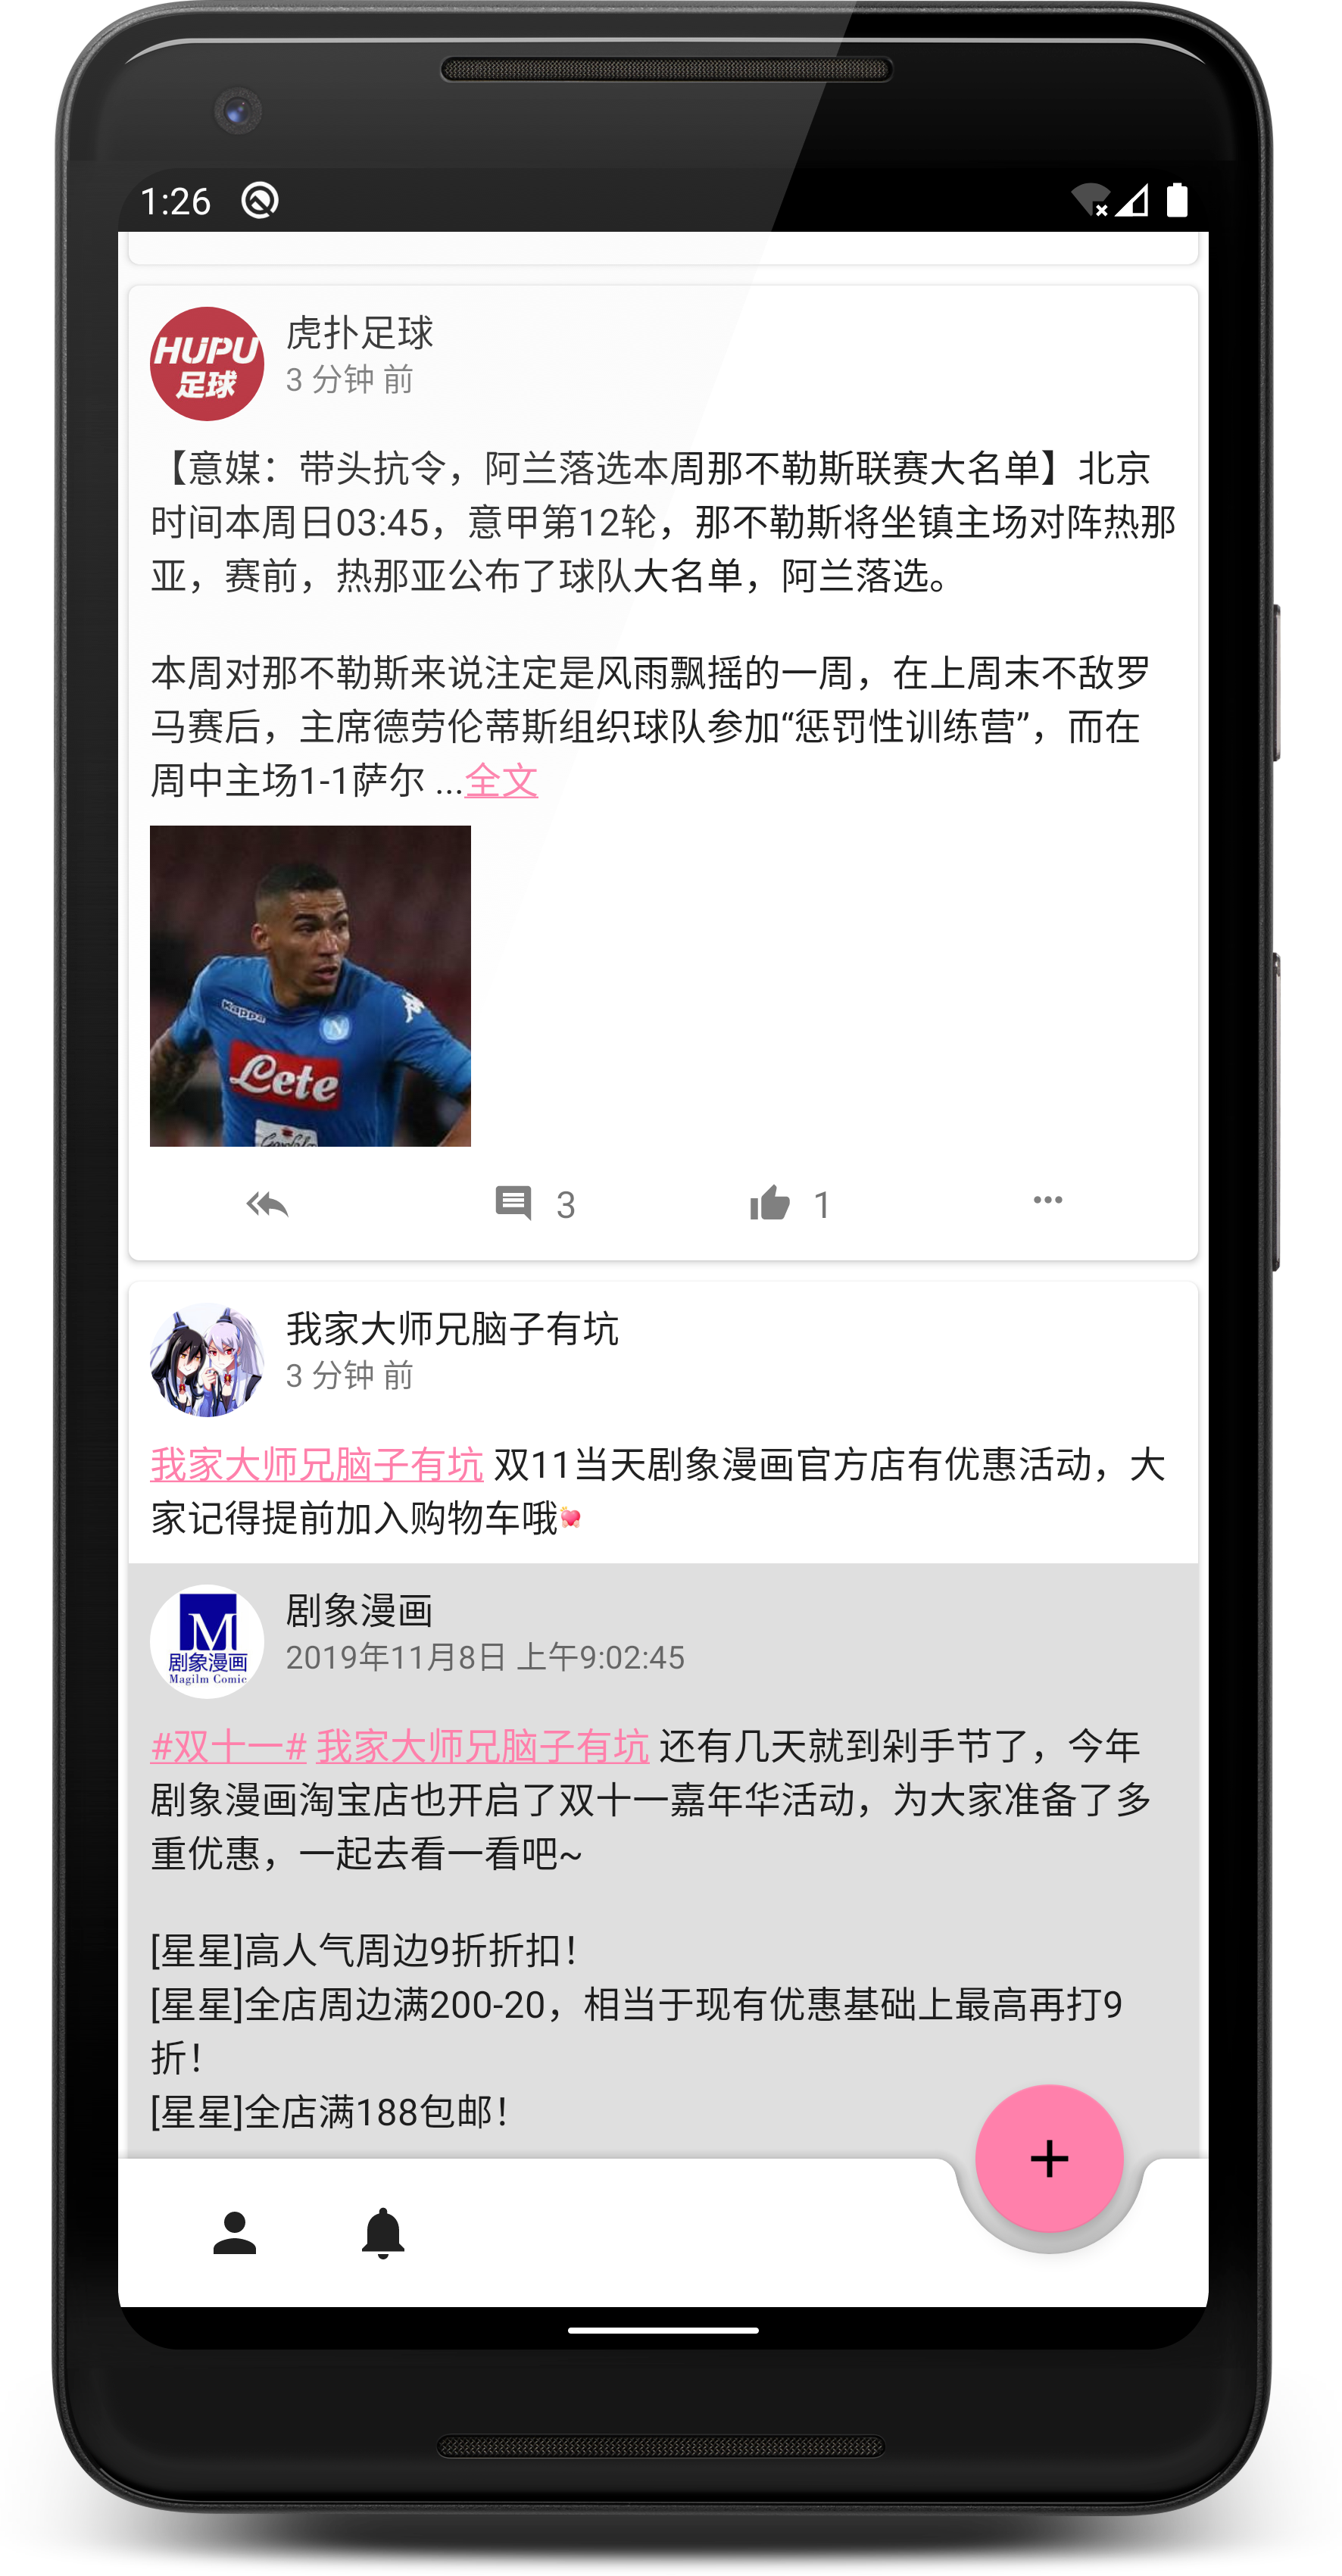 1:26
HUPU
足球
虎扑足球
3 分钟 前
【意媒：带头抗令，阿兰落选本周那不勒斯联赛大名单】北京
时间本周日03:45，意甲第12轮，那不勒斯将坐镇主场对阵热那
亚，赛前，热那亚公布了球队大名单，阿兰落选。
本周对那不勒斯来说注定是风雨飘摇的一周，在上周末不敌罗
马赛后，主席德劳伦蒂斯组织球队参加“惩罚性训练营”，而在
周中主场1-1萨尔 ...全文
Kappa
N
Lete
3
1
我家大师兄脑子有坑
3 分钟 前
我家大师兄脑子有坑 双11当天剧象漫画官方店有优惠活动，大
家记得提前加入购物车哦
M
剧象漫画
Magilm Comic
剧象漫画
2019年11月8日 上午9:02:45
#双十一# 我家大师兄脑子有坑 还有几天就到剁手节了，今年
剧象漫画淘宝店也开启了双十一嘉年华活动，为大家准备了多
重优惠，一起去看一看吧~
[星星]高人气周边9折折扣！
[星星]全店周边满200-20，相当于现有优惠基础上最高再打9
折！
[星星]全店满188包邮！